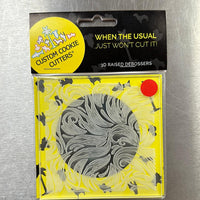 CUSTOM COOKIE
CUTTERS
WHEN THE USUAL
JUST WON'T CUT IT!
3D RAISED DEBOSSERS